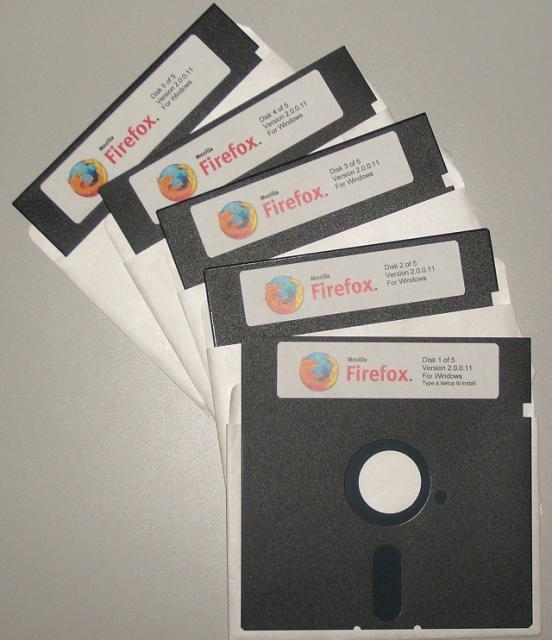 Disk 5 of 5
Version 2.0.0.11
For Windows
Mozilla
Firefox.
Disk 4 of 5
Version 2.0.0.11
For Windows
Mozilla
Firefox.
Disk 3 of 5
Version 2.0.0.11
For Windows
Mozilla
Firefox.
Disk 2 of 5
Version 2.0.0.11
For Windows
Mozilla
Firefox.
Disk 1 of 5
Version 2.0.0.11
For Windows
Type a:\setup to install
Mozilla
Firefox.